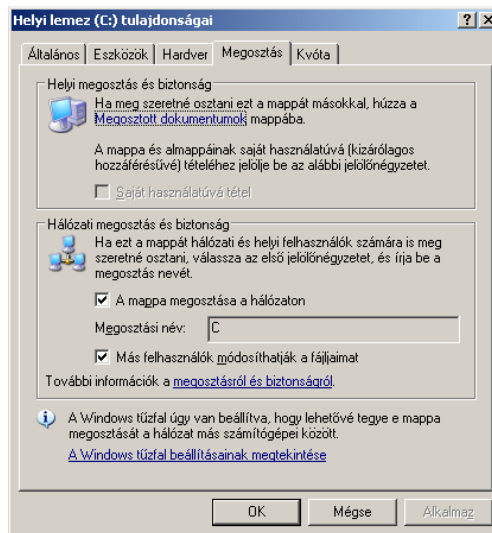 Helyi lemez (C:) tulajdonságai
Általános
Eszközök
Hardver
Megosztás
Kvóta
Helyi megosztás és biztonság
Ha meg szeretné osztani ezt a mappát másokkal, húzza a
Megosztott dokumentumok mappába.
A mappa és almappáinak saját használatúvá (kizárólagos
hozzáférésűvé) tételéhez jelölje be az alábbi jelölőnégyzetet.
Saját használatúvá tétel
Hálózati megosztás és biztonság
Ha ezt a mappát hálózati és helyi felhasználók számára is meg
szeretné osztani, válassza az első jelölőnégyzetet, és írja be a
megosztás nevét.
A mappa megosztása a hálózaton
Megosztási név:
C
Más felhasználók módosíthatják a fájljaimat
További információk a megosztásról és biztonságról.
A Windows tűzfal úgy van beállítva, hogy lehetővé tegye e mappa
megosztását a hálózat más számítógépei között.
A Windows tűzfal beállításainak megtekintése
OK
Mégse
Alkalmaz